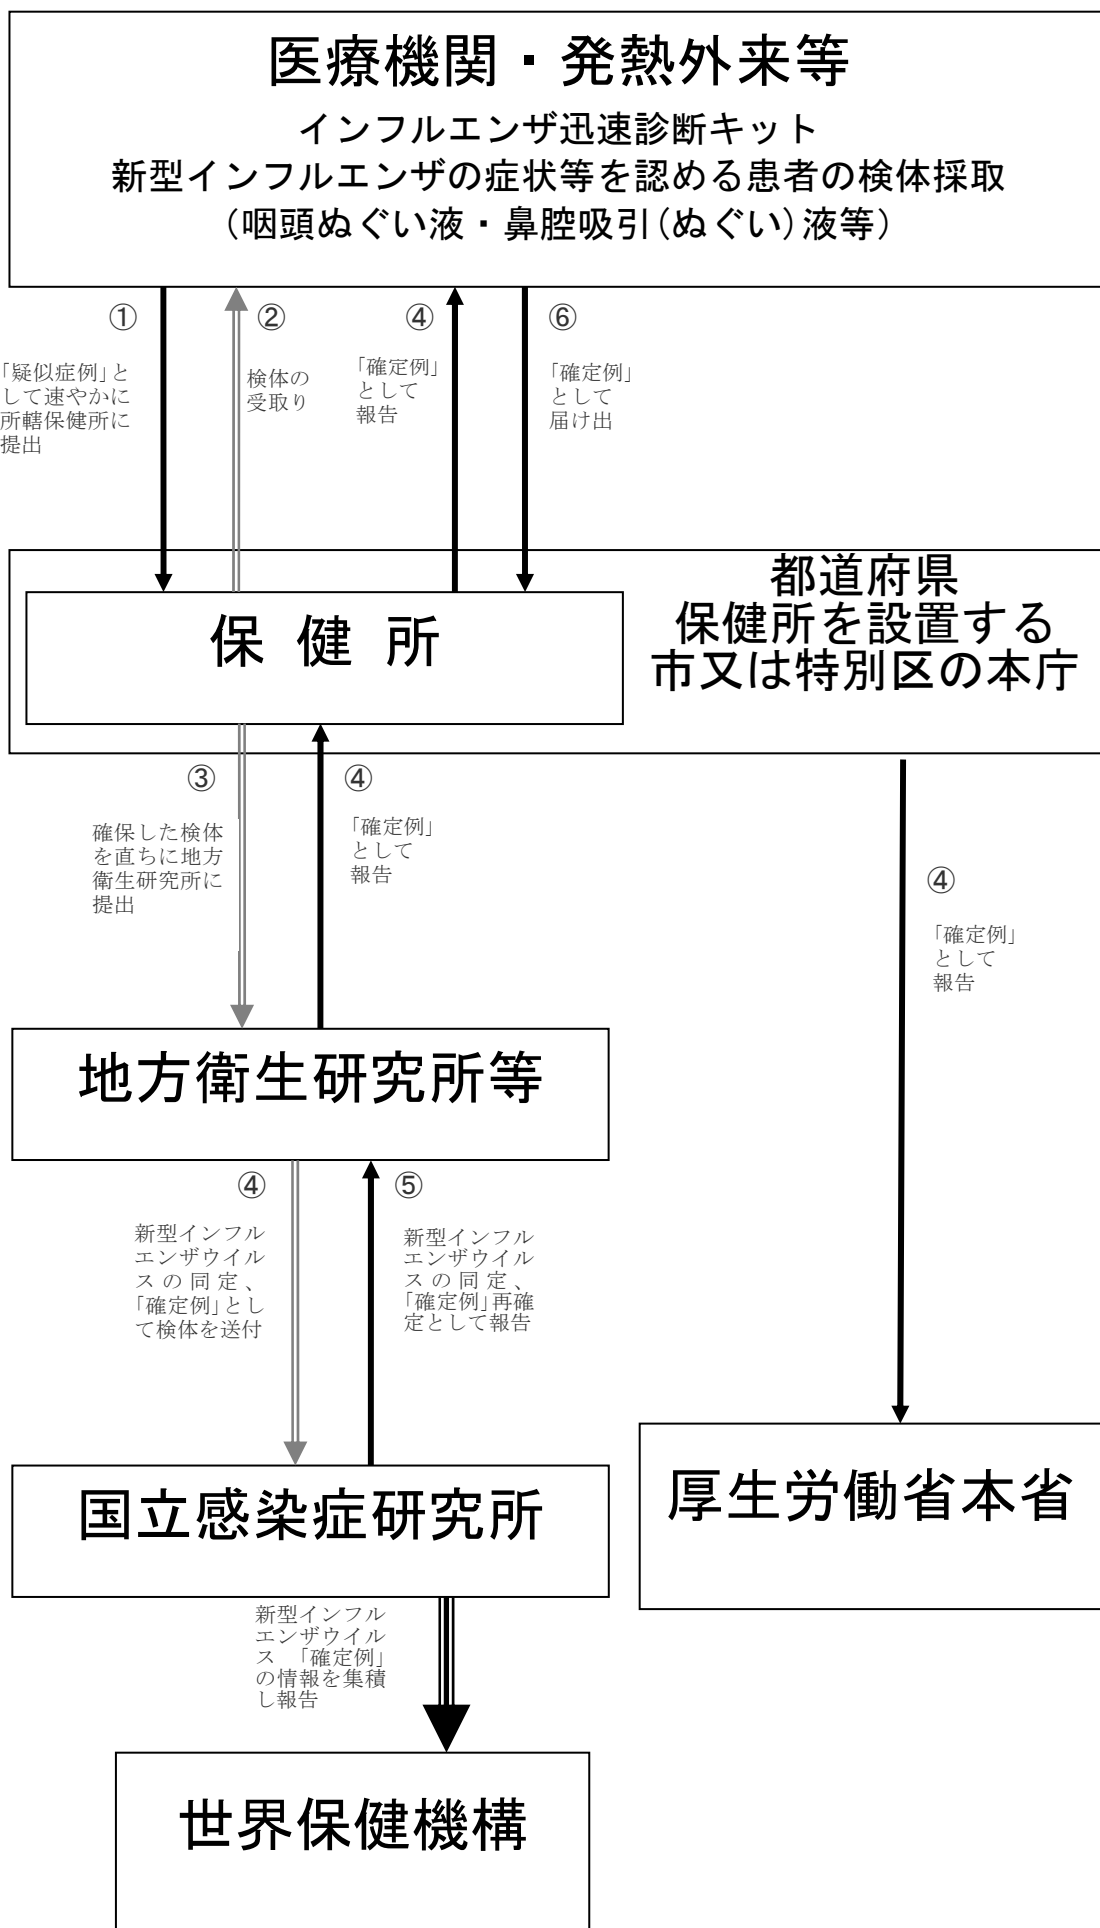 医療機関・発熱外来等
インフルエンザ迅速診断キット
新型インフルエンザの症状等を認める患者の検体採取
（咽頭ぬぐい液・鼻腔吸引（ぬぐい）液等）
①
「疑似症例」と
して速やかに
所轄保健所に
提出
②
検体の
受取り
④
「確定例」
として
報告
⑥
「確定例」
として
届け出
保 健 所
都道府県
保健所を設置する
市又は特別区の本庁
③
確保した検体
を直ちに地方
衛生研究所に
提出
④
「確定例」
として
報告
④
「確定例」
として
報告
地方衛生研究所等
④
新型インフル
エンザウイル
スの同定、
「確定例」とし
て検体を送付
⑤
新型インフル
エンザウイル
スの同定、
「確定例」再確
定として報告
国立感染症研究所
厚生労働省本省
新型インフル
エンザウイル
ス 「確定例」
の情報を集積
し報告
世界保健機構